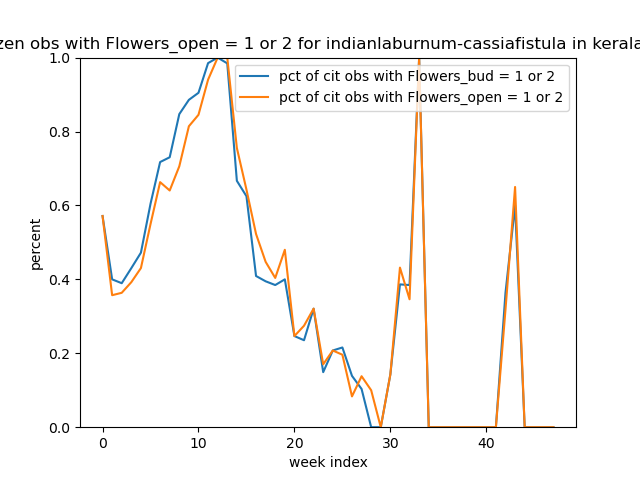 zen obs with Flowers_open = 1 or 2 for indianlaburnum-cassiafistula in kerala
pct of cit obs with Flowers_bud = 1 or 2
pct of cit obs with Flowers_open = 1 or 2
1.0
0.8
0.6
0.4
0.2
0.0
percent
0 10 20 30 40
week index